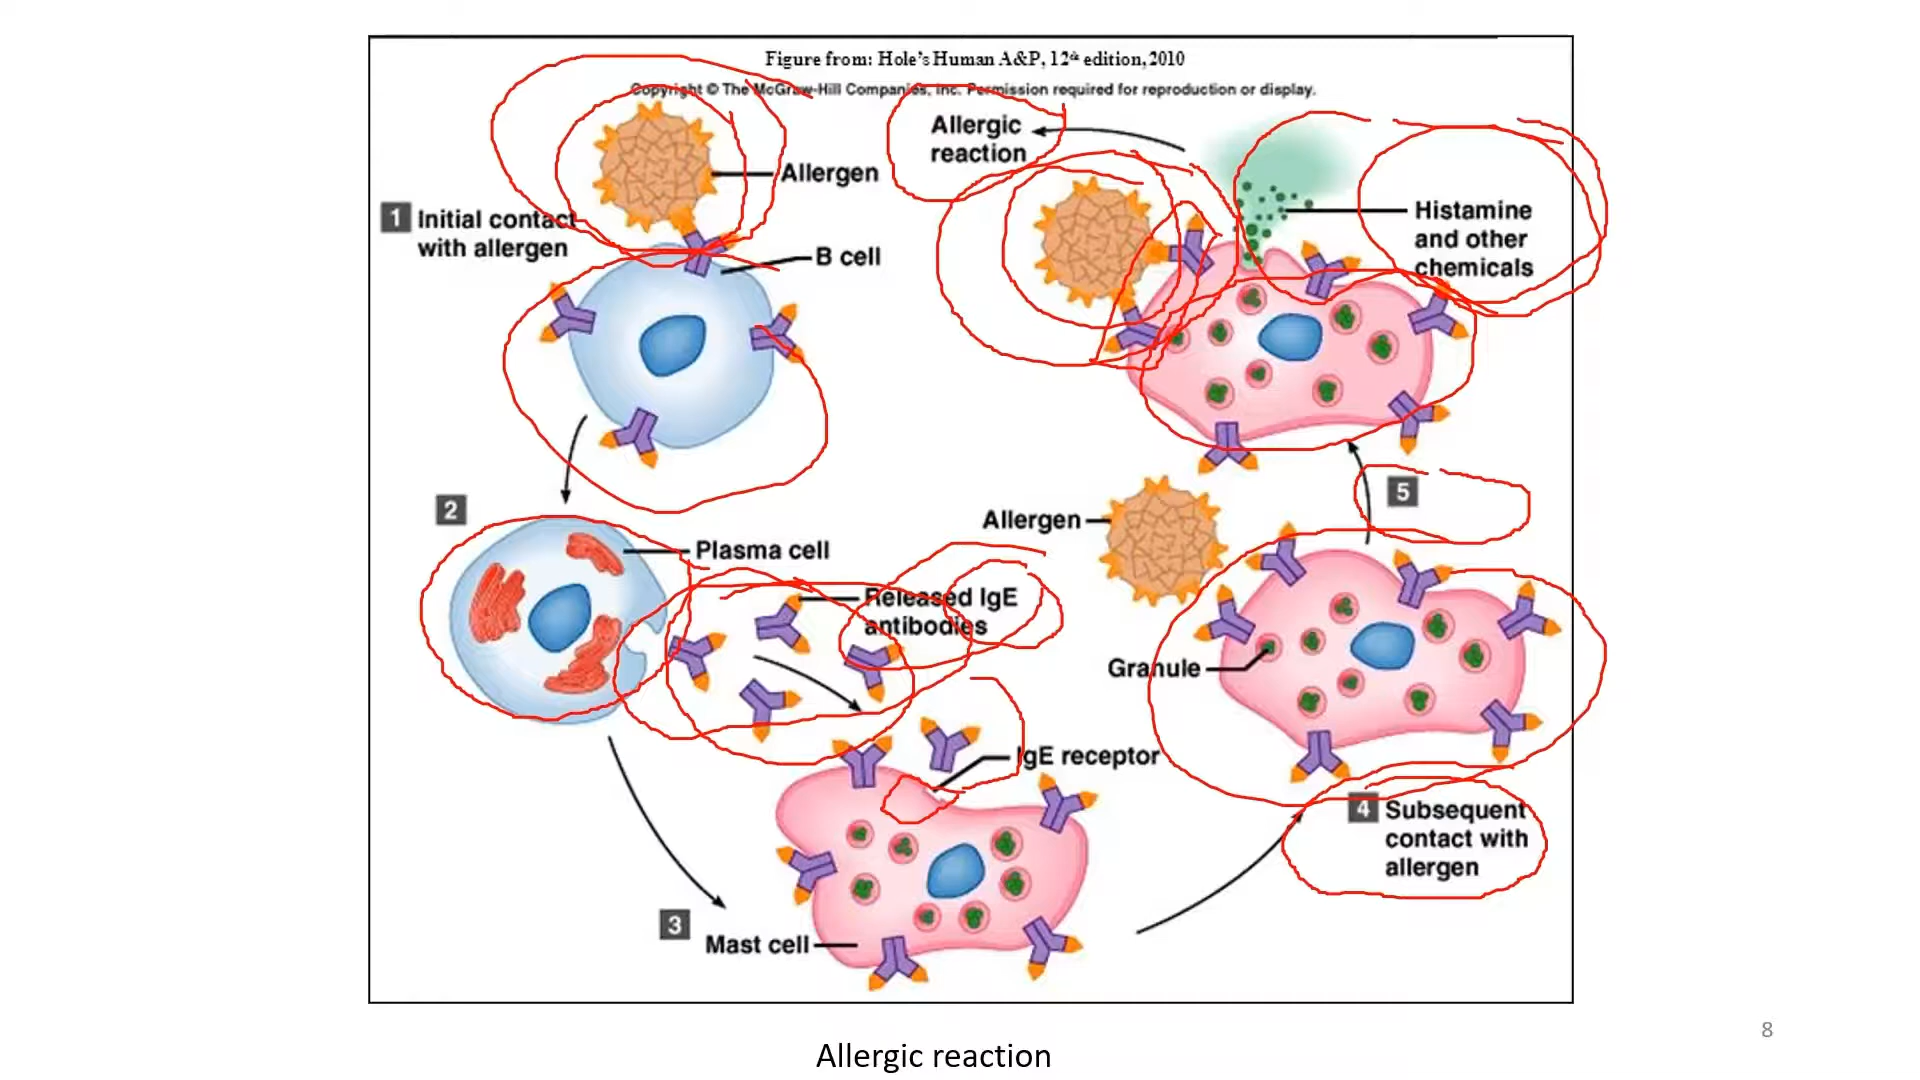 Figure from: Hole's Human A&P, 12th edition, 2010
Copyright © The McGraw-Hill Companies, Inc. Permission required for reproduction or display.
Allergen
1 Initial contact
with allergen
B cell
2
Plasma cell
Released IgE
antibodies
IgE receptor
3
Mast cell
4 Subsequent
contact with
allergen
Allergen
Granule
5
Histamine
and other
chemicals
Allergic
reaction
Allergic reaction
8